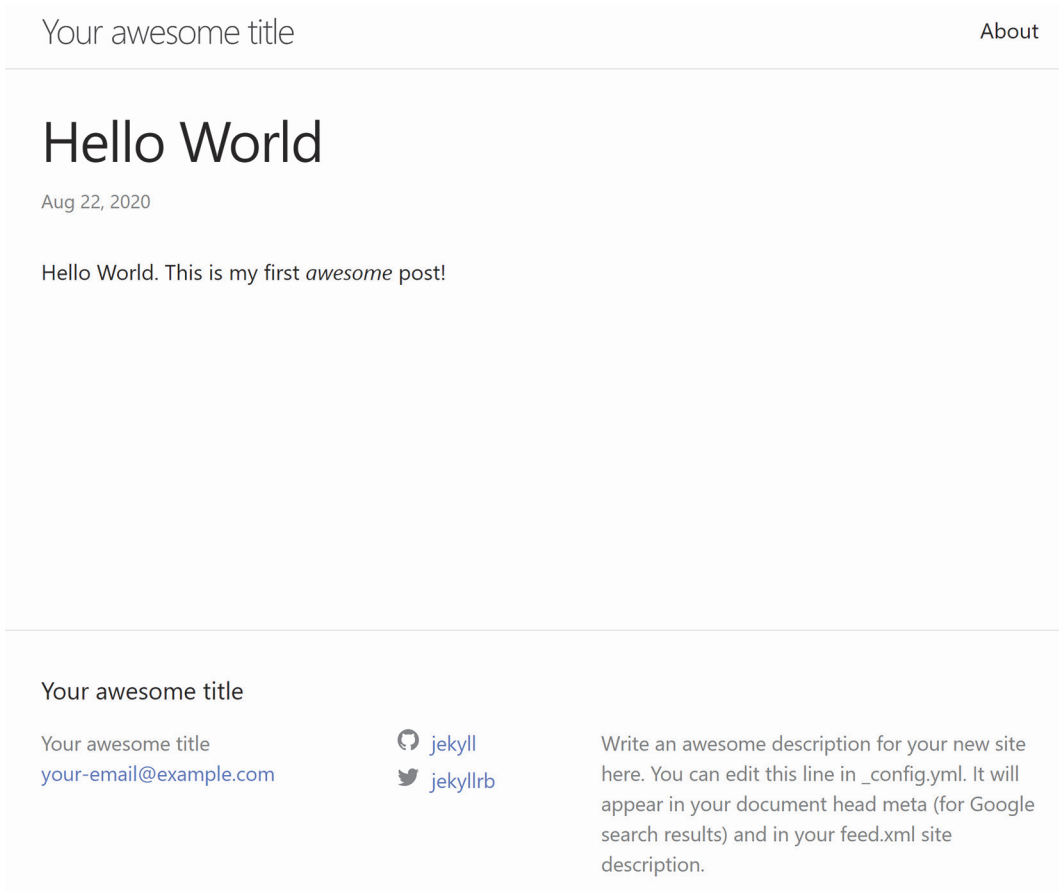 Your awesome title
About
Hello World
Aug 22, 2020
Hello World. This is my first awesome post!
Your awesome title
Your awesome title
your-email@example.com
jekyll
jekyllrb
Write an awesome description for your new site
here. You can edit this line in _config.yml. It will
appear in your document head meta (for Google
search results) and in your feed.xml site
description.